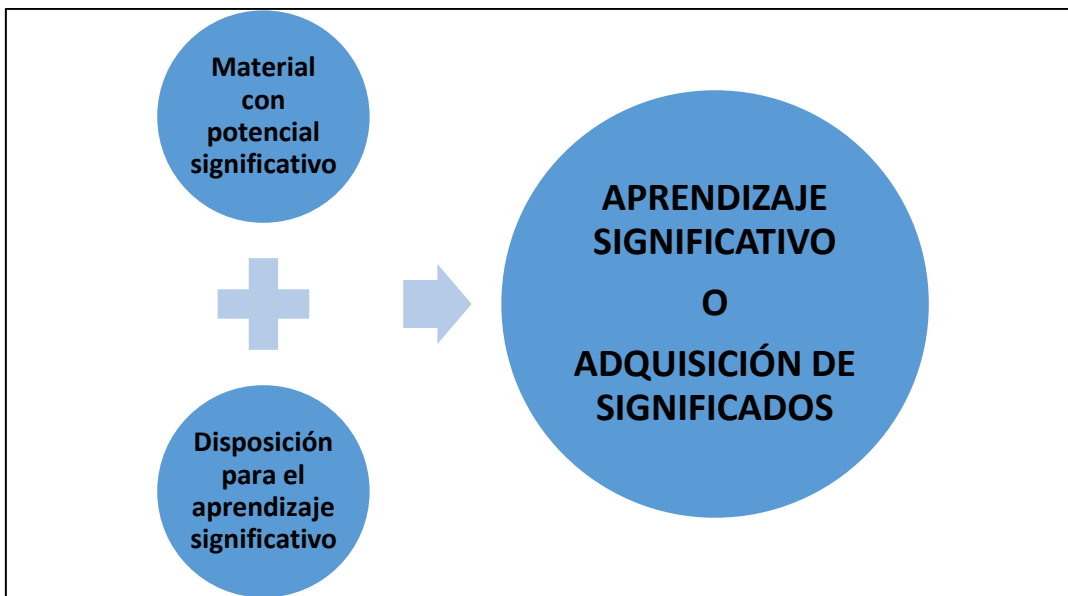 Material
con
potencial
significativo
Disposición
para el
aprendizaje
significativo
APRENDIZAJE
SIGNIFICATIVO
O
ADQUISICIÓN DE
SIGNIFICADOS